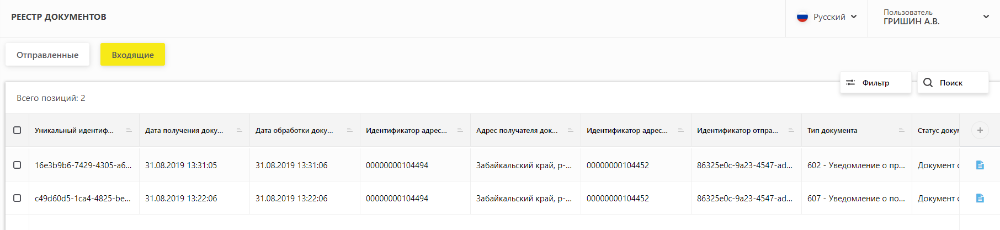 РЕЕСТР ДОКУМЕНТОВ
Русский
Пользователь
ГРИШИН А.В.
Отправленные
Входящие
Фильтр
Поиск
Всего позиций: 2
Уникальный идентиф... Дата получения доку... Дата обработки доку... Идентификатор адрес... Адрес получателя док... Идентификатор адрес... Идентификатор отпра... Тип документа Статус докум
16e3b9b6-7429-4305-a6... 31.08.2019 13:31:05 31.08.2019 13:31:06 00000000104494 Забайкальский край, р-... 00000000104452 86325e0c-9a23-4547-ad... 602 - Уведомление о пр... Документ о
c49d60d5-1ca4-4825-be... 31.08.2019 13:22:06 31.08.2019 13:22:06 00000000104494 Забайкальский край, р-... 00000000104452 86325e0c-9a23-4547-ad... 607 - Уведомление о по... Документ о